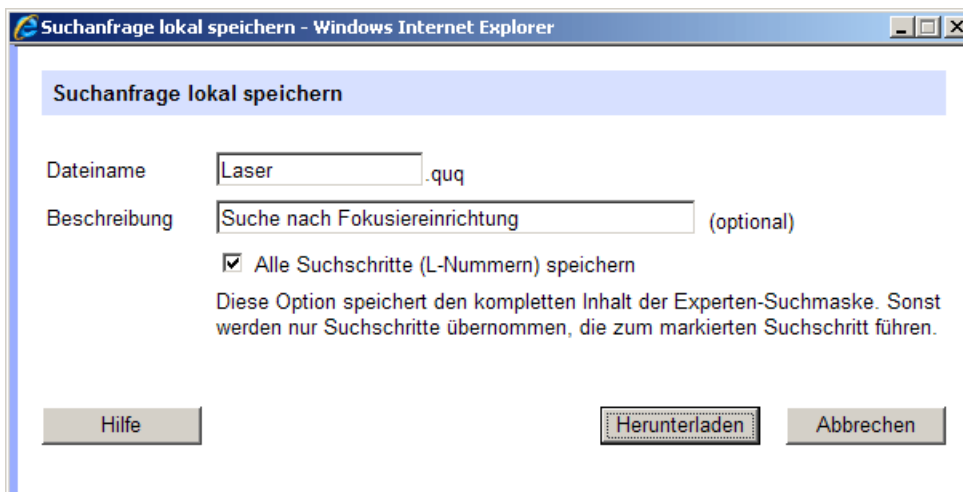 Suchanfrage lokal speichern - Windows Internet Explorer
Suchanfrage lokal speichern
Dateiname Laser .quq
Beschreibung Suche nach Fokusiereinrichtung (optional)
Alle Suchschritte (L-Nummern) speichern
Diese Option speichert den kompletten Inhalt der Experten-Suchmaske. Sonst
werden nur Suchschritte übernommen, die zum markierten Suchschritt führen.
Hilfe Herunterladen Abbrechen